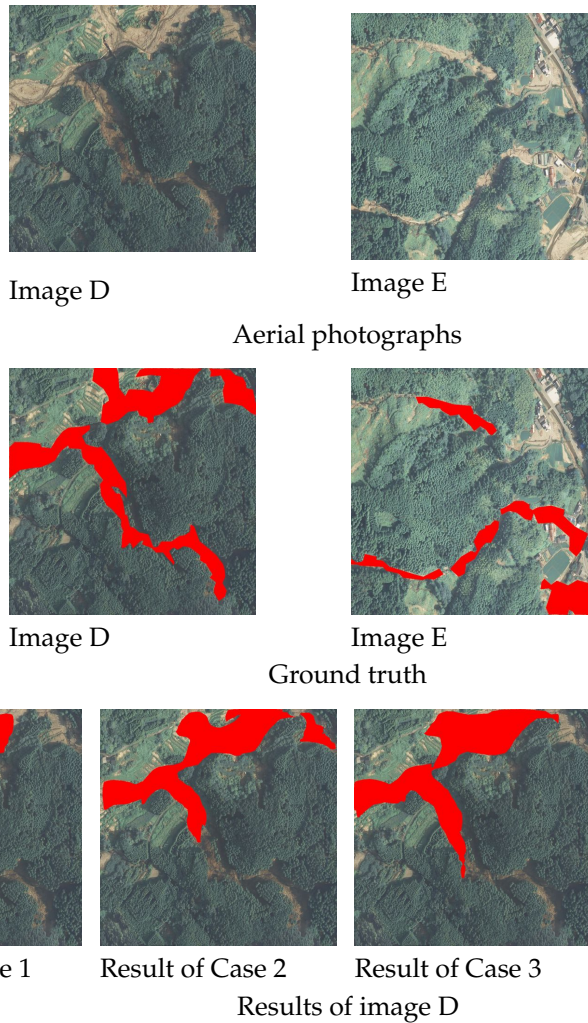 Image D
Image E
Aerial photographs
Image D
Image E
Ground truth
e 1
Result of Case 2
Result of Case 3
Results of image D